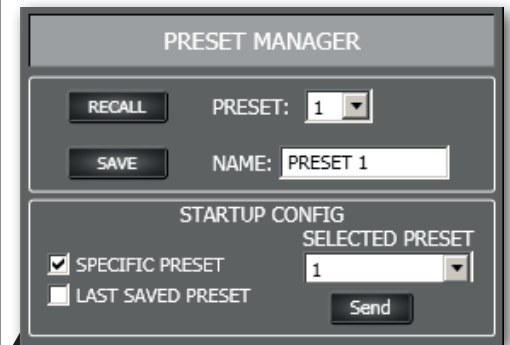 PRESET MANAGER
RECALL PRESET: 1
SAVE NAME: PRESET 1
STARTUP CONFIG
SELECTED PRESET
SPECIFIC PRESET 1
LAST SAVED PRESET Send